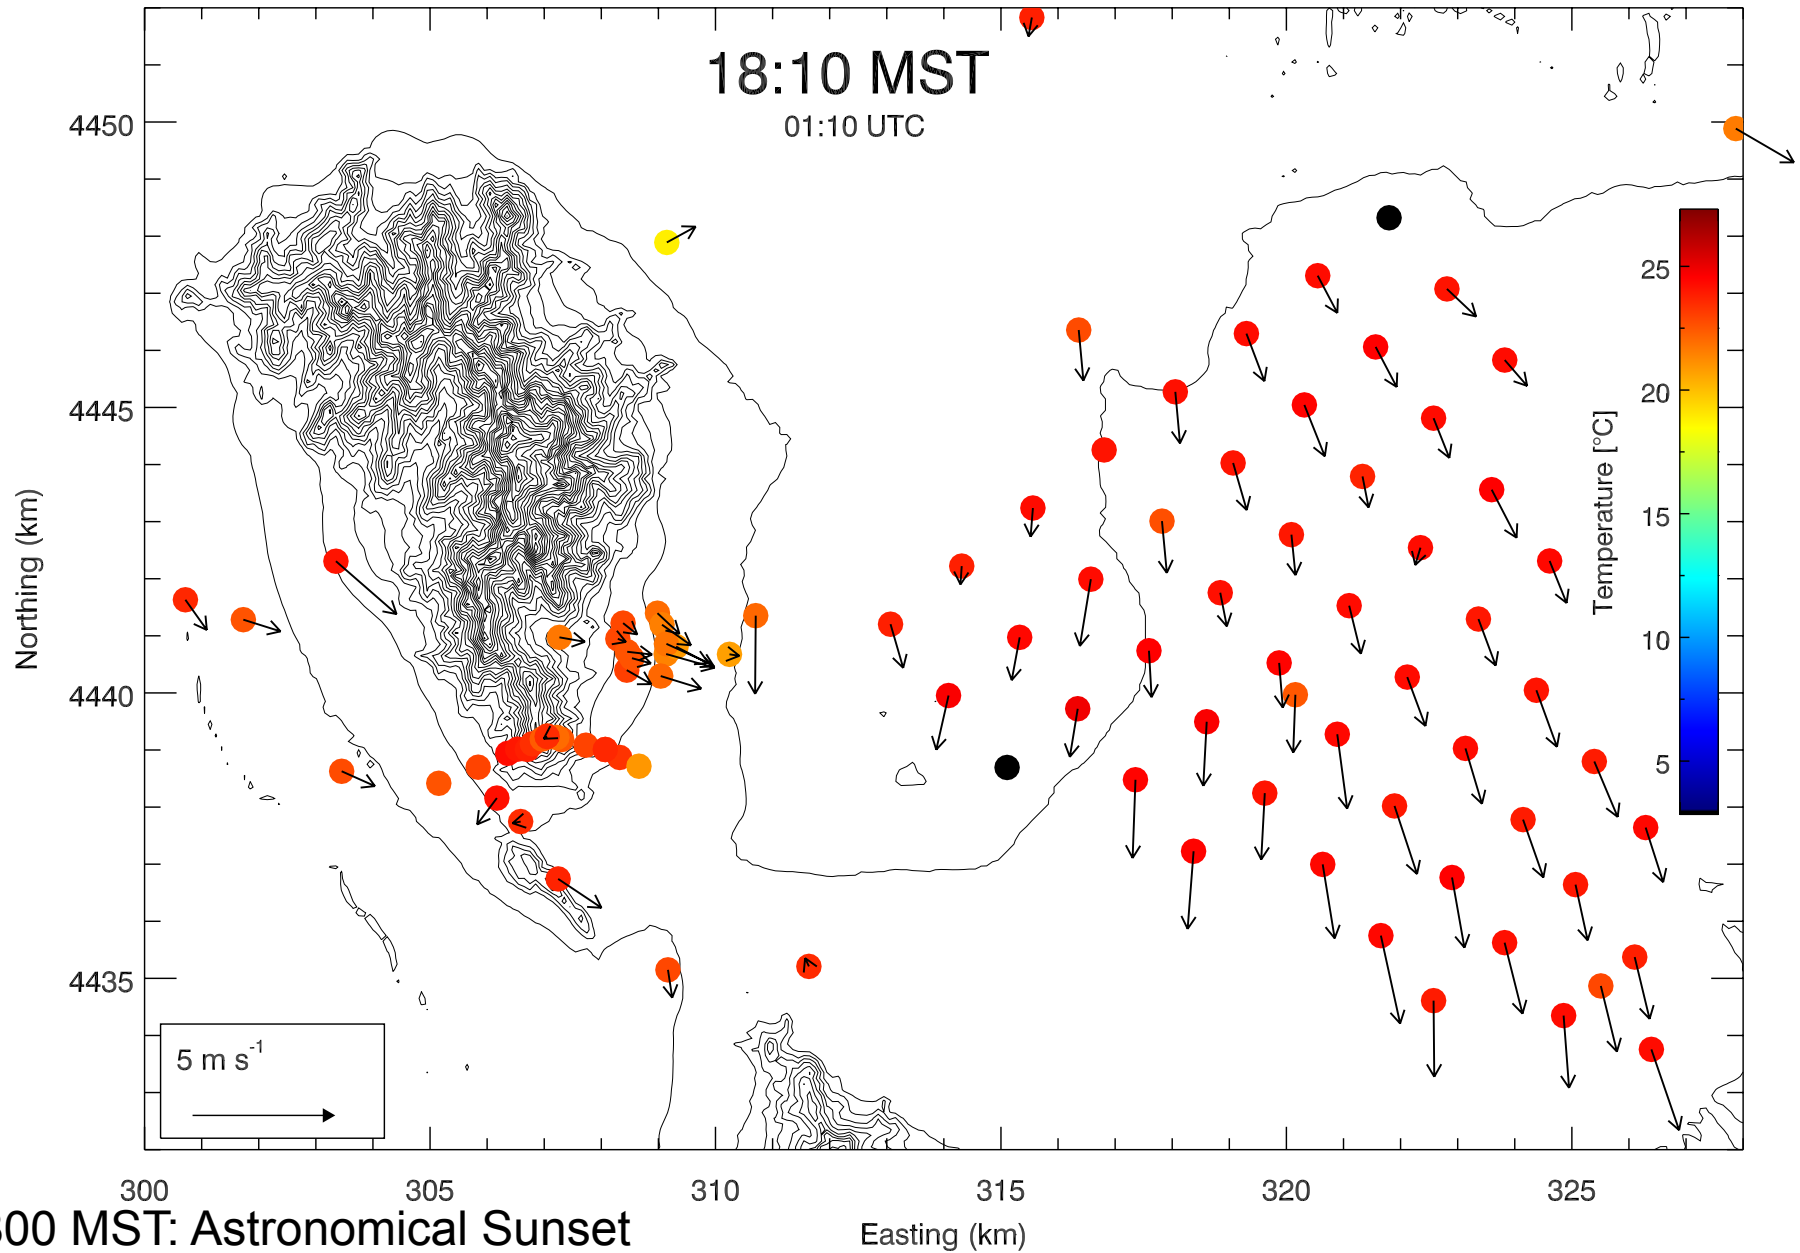 18:10 MST
01:10 UTC
4450
4445
4440
4435
Northing (km)
25
20
15
10
5
Temperature [°C]
5 m s-1
300
305
310
315
320
325
Easting (km)
00 MST: Astronomical Sunset